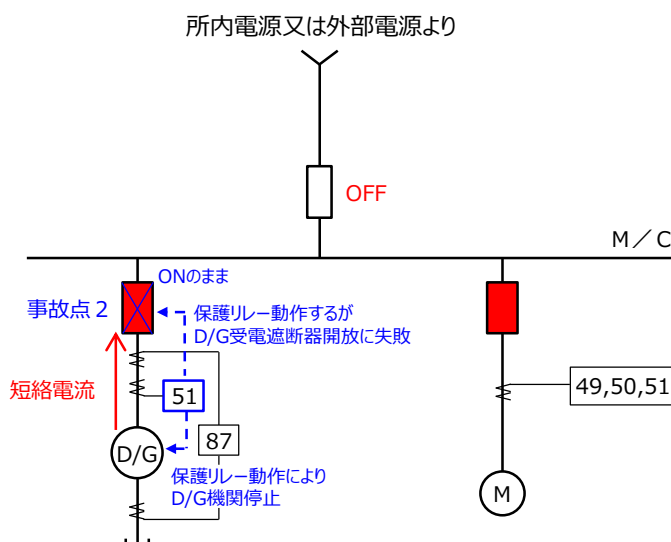 所内電源又は外部電源より
OFF
M／C
ONのまま
事故点２
保護リレー動作するが
D/G受電遮断器開放に失敗
短絡電流
51
49,50,51
87
D/G
保護リレー動作により
D/G機関停止
M